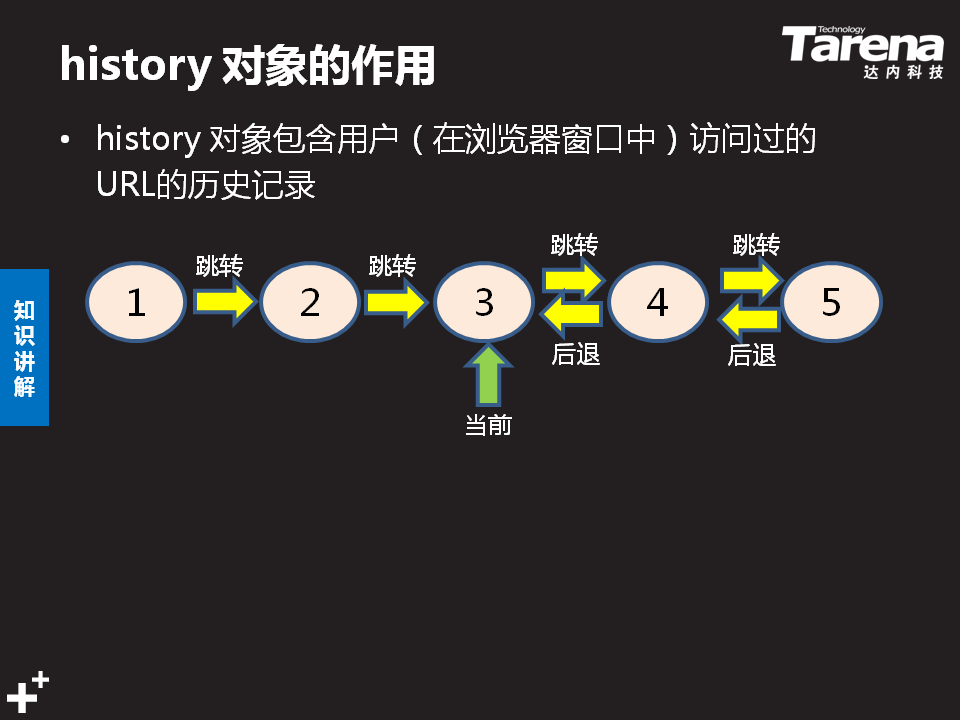 history 对象的作用
Technology
Tarena
达内科技
• history 对象包含用户（在浏览器窗口中）访问过的
URL的历史记录
跳转
跳转
跳转
跳转
1
2
3
4
5
后退
后退
当前
知识讲解